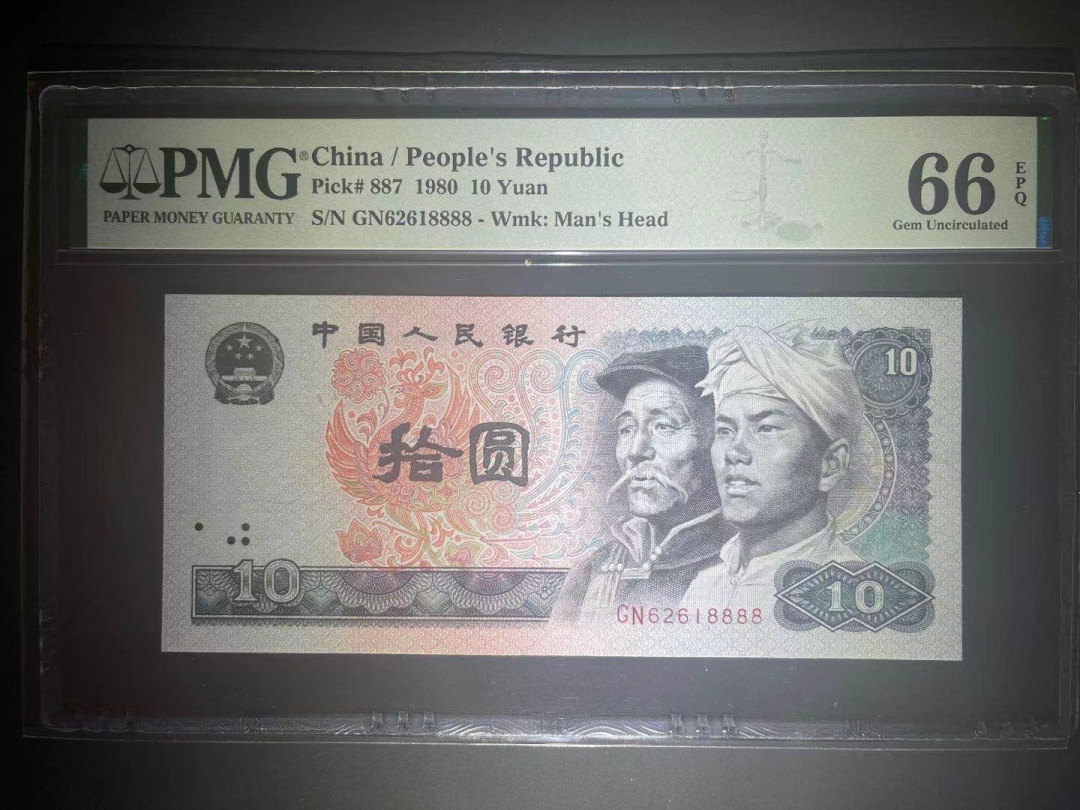 PMG®
PAPER MONEY GUARANTY
China / People's Republic
Pick# 887 1980 10 Yuan
S/N GN62618888 - Wmk: Man's Head
66
EPQ
Gem Uncirculated
中国人民银行
10
拾圆
10
GN62618888
10